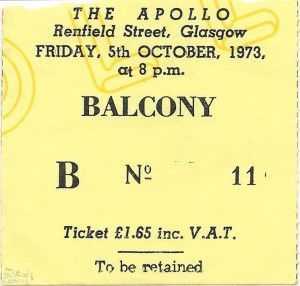 THE APOLLO
Renfield Street, Glasgow
FRIDAY, 5th OCTOBER, 1973,
at 8 p.m.
BALCONY
B Nº 11
Ticket £1.65 inc. V.A.T.
To be retained